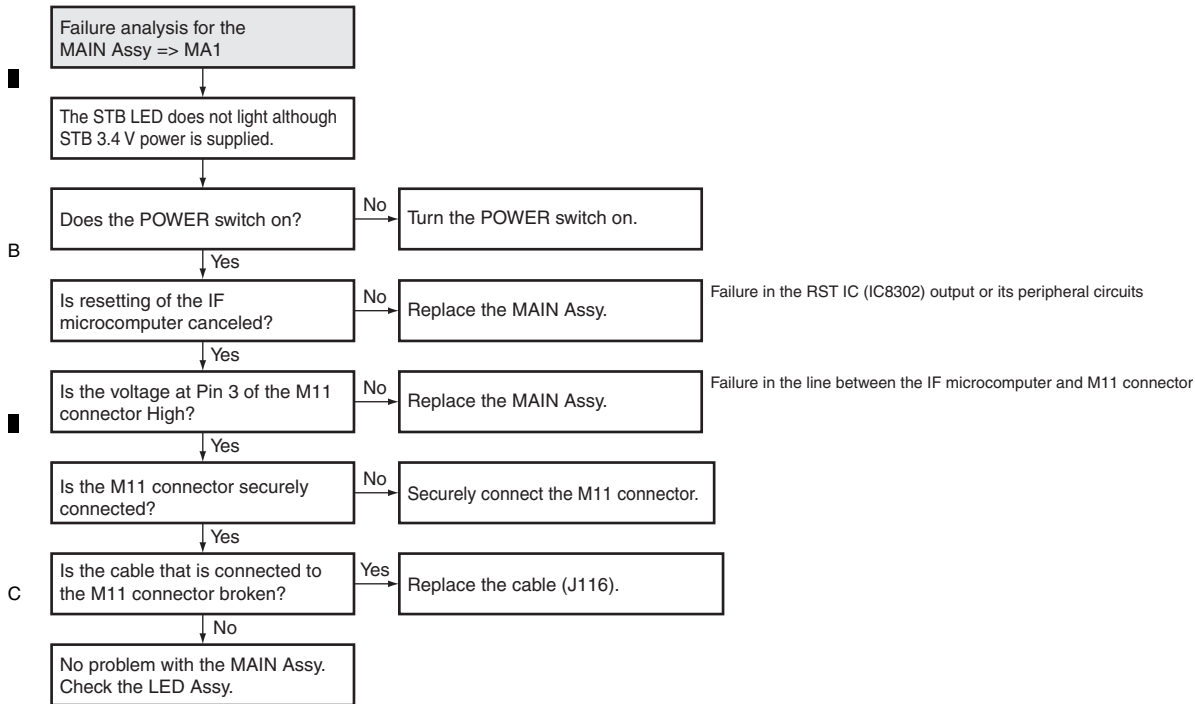 Failure analysis for the
MAIN Assy => MA1
The STB LED does not light although
STB 3.4 V power is supplied.
Does the POWER switch on?
No
Turn the POWER switch on.
B
Yes
Is resetting of the IF
microcomputer canceled?
No
Replace the MAIN Assy.
Failure in the RST IC (IC8302) output or its peripheral circuits
Yes
Is the voltage at Pin 3 of the M11
connector High?
No
Replace the MAIN Assy.
Failure in the line between the IF microcomputer and M11 connector
Yes
Is the M11 connector securely
connected?
No
Securely connect the M11 connector.
Yes
Is the cable that is connected to
the M11 connector broken?
Yes
Replace the cable (J116).
C
No
No problem with the MAIN Assy.
Check the LED Assy.